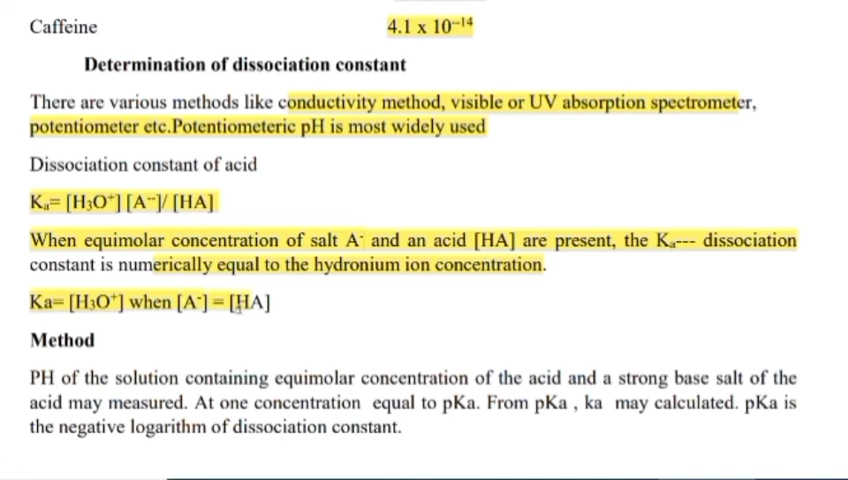 Caffeine 4.1 x 10⁻¹⁴
Determination of dissociation constant
There are various methods like conductivity method, visible or UV absorption spectrometer,
potentiometer etc.Potentiometeric pH is most widely used
Dissociation constant of acid
Kₐ= [H₃O⁺] [A⁻]/ [HA]
When equimolar concentration of salt A⁻ and an acid [HA] are present, the Kₐ--- dissociation
constant is numerically equal to the hydronium ion concentration.
Ka= [H₃O⁺] when [A⁻] = [HA]
Method
PH of the solution containing equimolar concentration of the acid and a strong base salt of the
acid may measured. At one concentration equal to pKa. From pKa , ka may calculated. pKa is
the negative logarithm of dissociation constant.